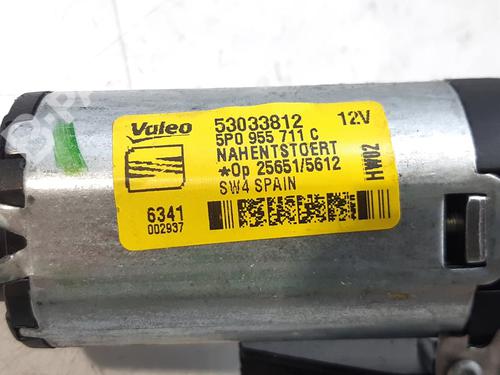 Valeo
53033812 12V
5P0 955 711 C
NAHENTSTOERT
*Op 25651/5612
SW4 SPAIN
HW02
6341
002937